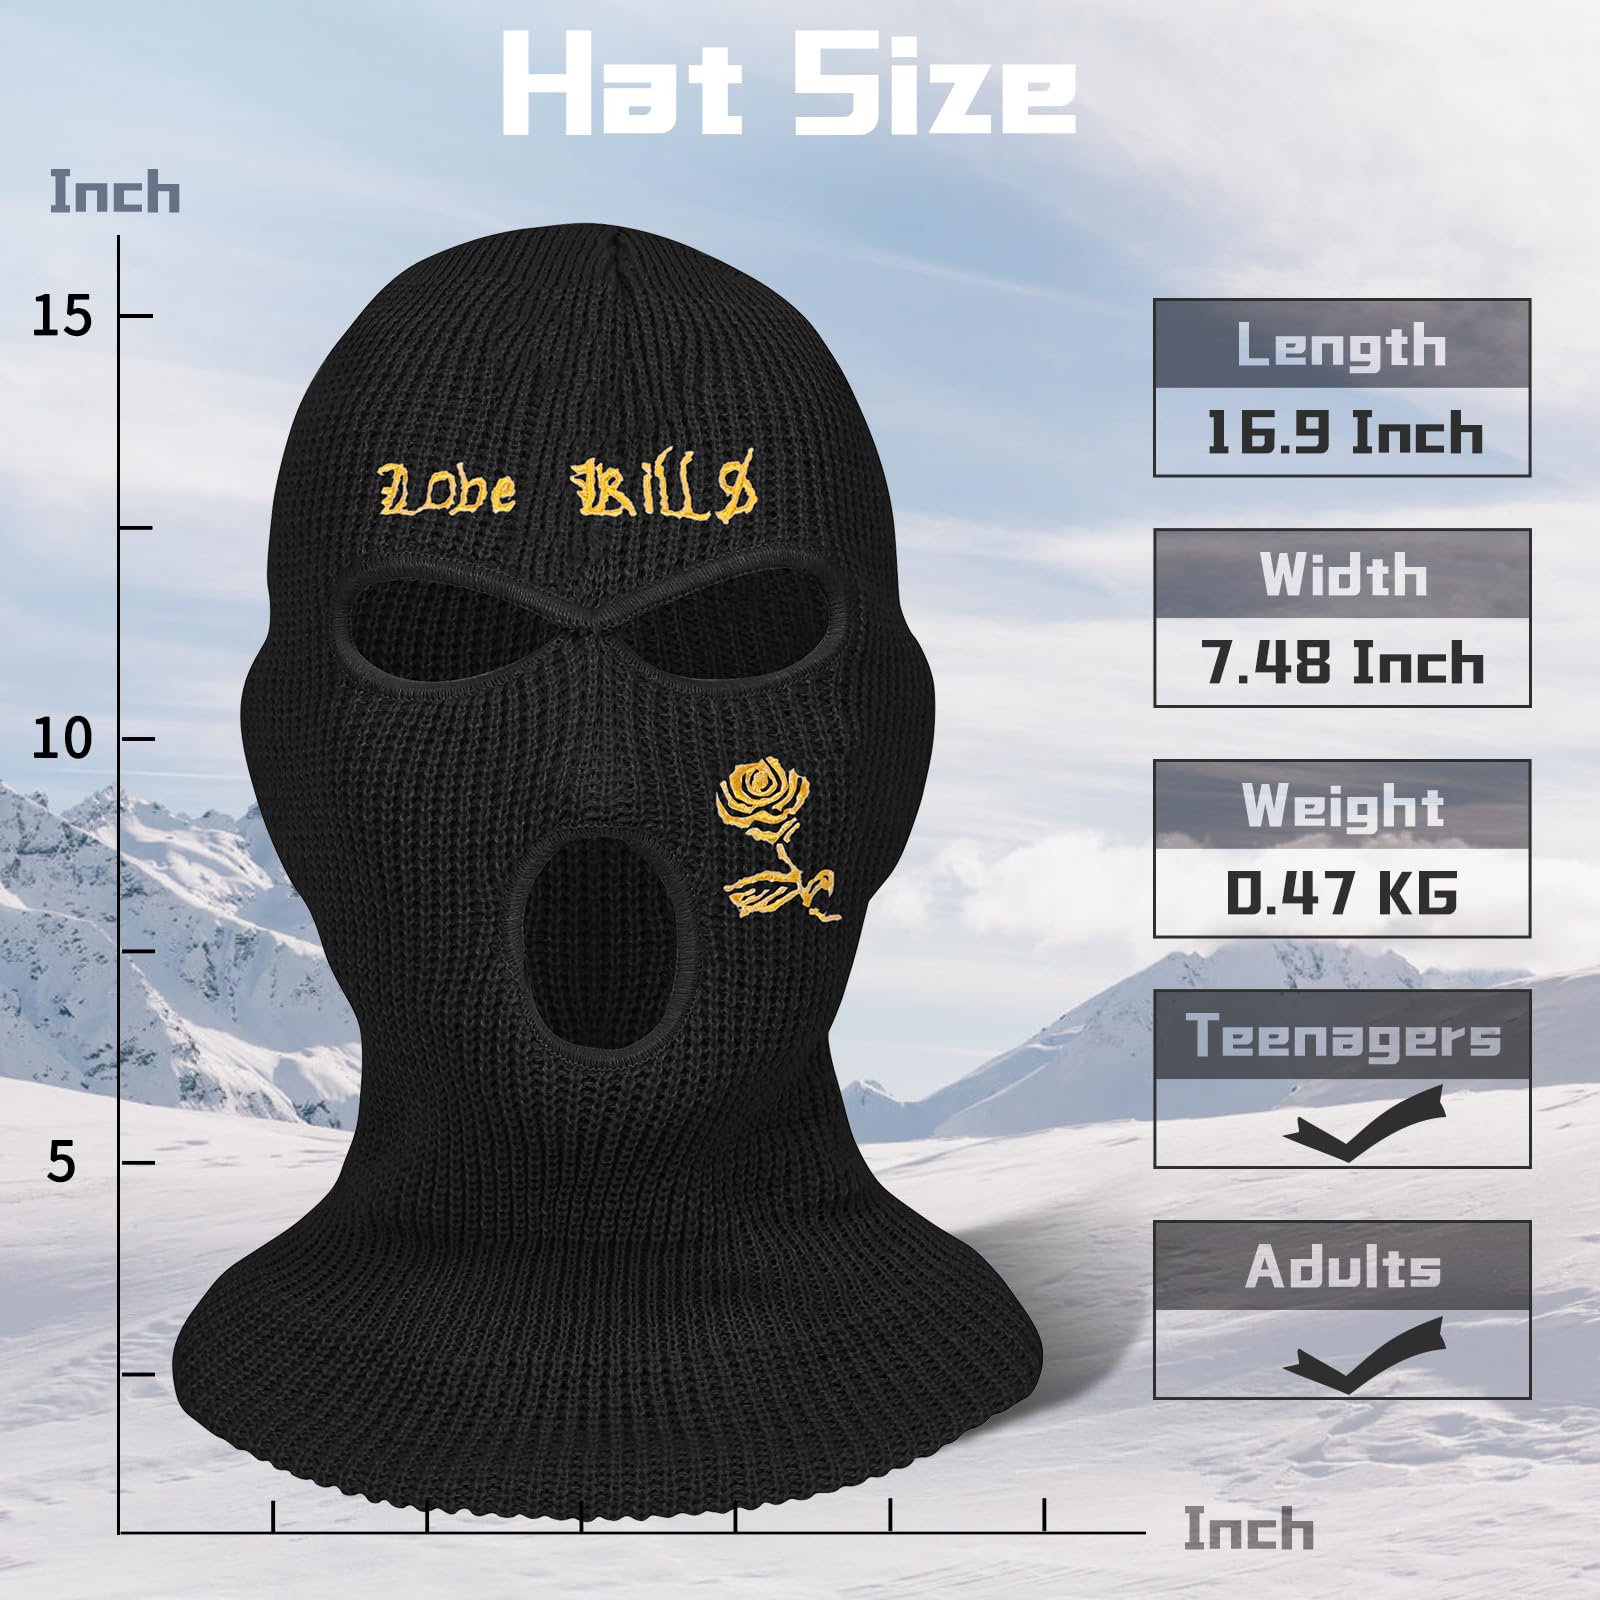 Hat Size
Inch
15
10
5
Love Kills
Length
16.9 Inch
Width
7.48 Inch
Weight
0.47 KG
Teenagers
Adults
Inch